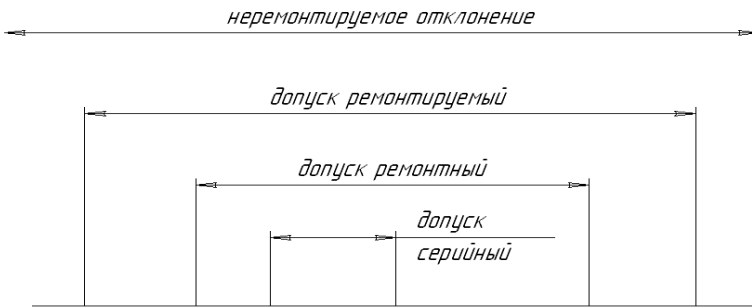 неремонтируемое отклонение
допуск ремонтируемый
допуск ремонтный
допуск
серийный